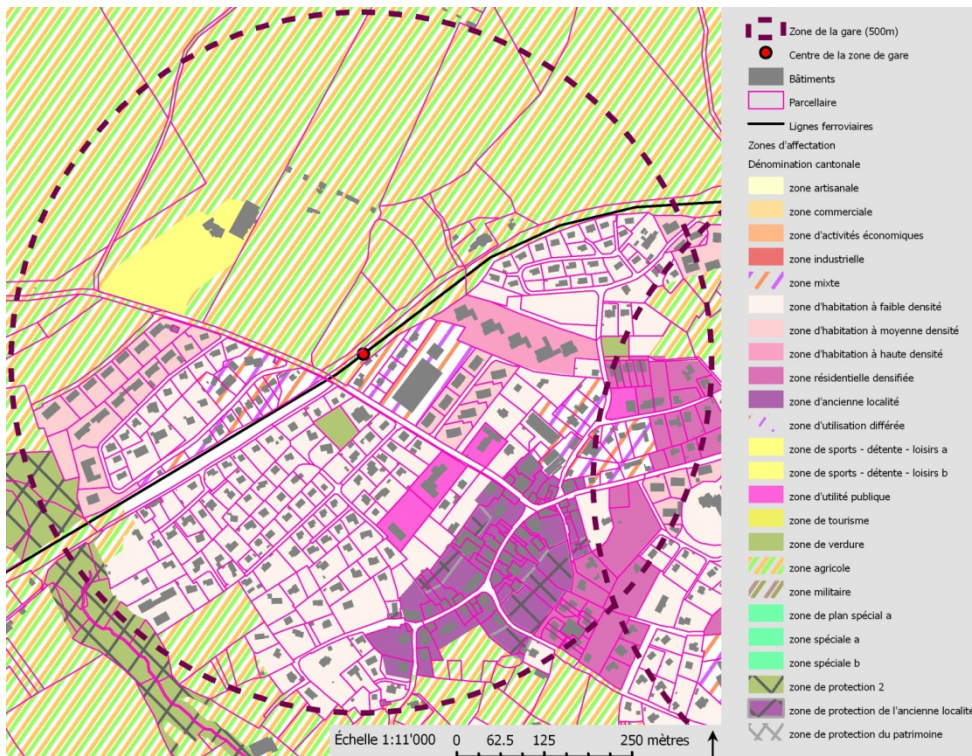 Zone de la gare (500m)
Centre de la zone de gare
Bâtiments
Parcellaire
Lignes ferroviaires
Zones d'affectation
Dénomination cantonale
zone artisanale
zone commerciale
zone d'activités économiques
zone industrielle
zone mixte
zone d'habitation à faible densité
zone d'habitation à moyenne densité
zone d'habitation à haute densité
zone résidentielle densifiée
zone d'ancienne localité
zone d'utilisation différée
zone de sports - détente - loisirs a
zone de sports - détente - loisirs b
zone d'utilité publique
zone de tourisme
zone de verdure
zone agricole
zone militaire
zone de plan spécial a
zone spéciale a
zone spéciale b
zone de protection 2
zone de protection de l'ancienne localité
zone de protection du patrimoine
Échelle 1:11'000 0 62.5 125 250 mètres